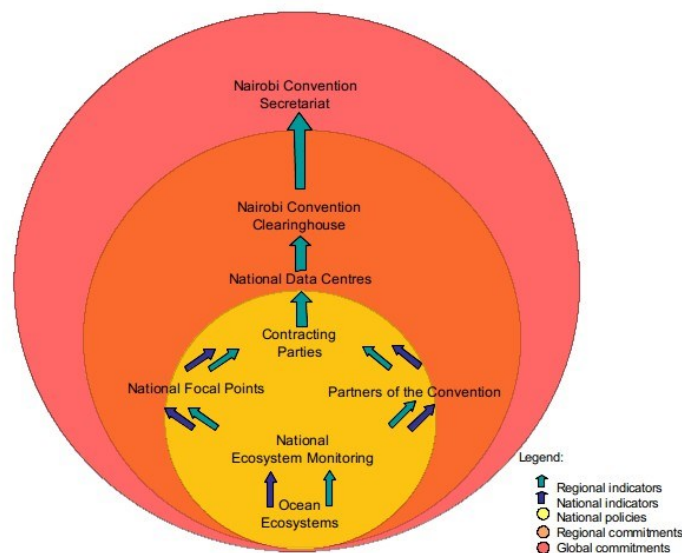 Nairobi Convention
Secretariat
Nairobi Convention
Clearinghouse
National Data Centres
Contracting
Parties
National Focal Points
Partners of the Convention
National
Ecosystem Monitoring
Ocean
Ecosystems
Legend:
Regional indicators
National indicators
National policies
Regional commitments
Global commitments